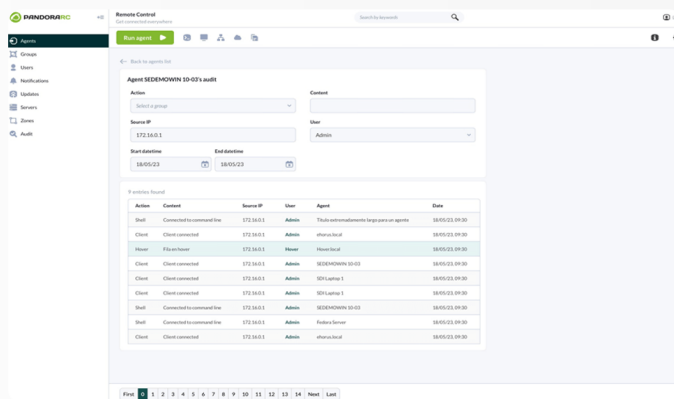 PANDORARC
Remote Control
Get connected everywhere
Search by keywords
Run agent
Agents
Groups
Users
Notifications
Updates
Servers
Zones
Audit
Back to agents list
Agent SEDEMOWIN 10-03's audit
Action Content
Select a group
Source IP User
172.16.0.1 Admin
Start datetime End datetime
18/05/23 18/05/23
9 entries found
Action Content Source IP User Agent Date
Shell Connected to command line 172.16.0.1 Admin Título extremadamente largo para un agente 18/05/23, 09:30
Client Client connected 172.16.0.1 Admin ehorus.local 18/05/23, 09:30
Hover Fila en hover 172.16.0.1 Hover Hover.local 18/05/23, 09:30
Client Client connected 172.16.0.1 Admin SEDEMOWIN 10-03 18/05/23, 09:30
Client Client connected 172.16.0.1 Admin SDI Laptop 1 18/05/23, 09:30
Client Client connected 172.16.0.1 Admin SDI Laptop 1 18/05/23, 09:30
Shell Connected to command line 172.16.0.1 Admin SEDEMOWIN 10-03 18/05/23, 09:30
Shell Connected to command line 172.16.0.1 Admin Fedora Server 18/05/23, 09:30
Client Client connected 172.16.0.1 Admin ehorus.local 18/05/23, 09:30
First 0 1 2 3 4 5 6 7 8 9 10 11 12 13 14 Next Last